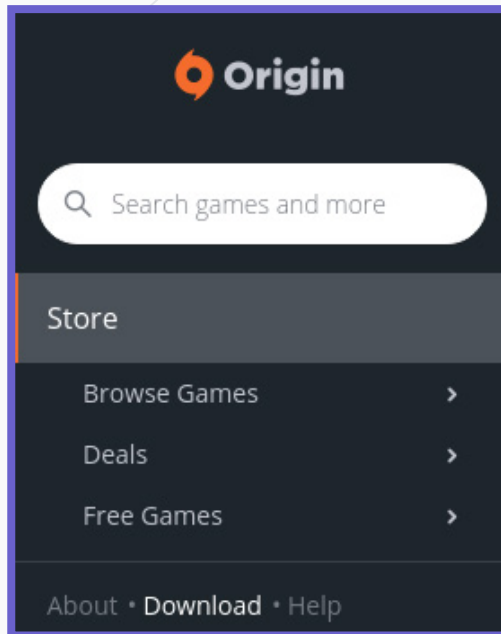 Origin
Search games and more
Store
Browse Games
Deals
Free Games
About • Download • Help